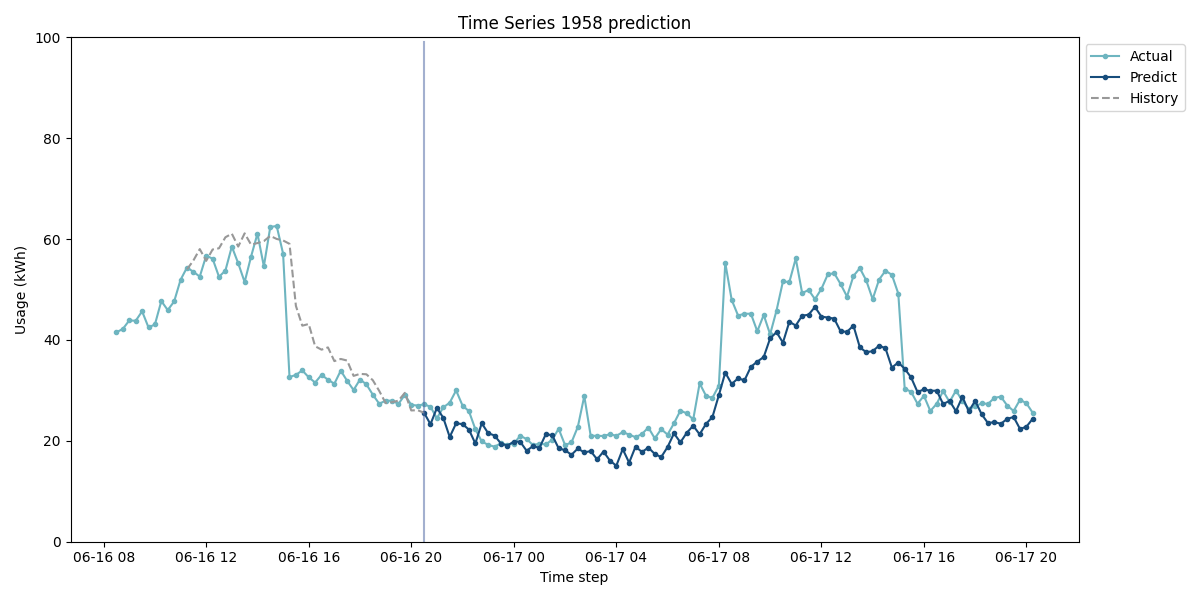 Time Series 1958 prediction
100
80
60
40
20
0
Usage (kWh)
06-16 08 06-16 12 06-16 16 06-16 20 06-17 00 06-17 04 06-17 08 06-17 12 06-17 16 06-17 20
Time step
Actual
Predict
History